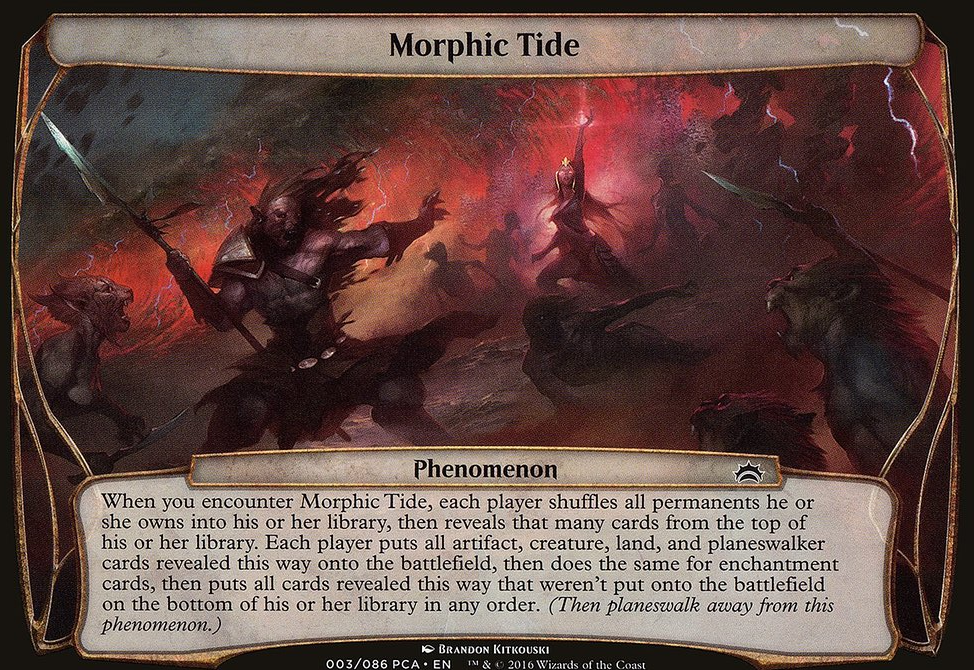 Morphic Tide
Phenomenon
When you encounter Morphic Tide, each player shuffles all permanents he or
she owns into his or her library, then reveals that many cards from the top of
his or her library. Each player puts all artifact, creature, land, and planeswalker
cards revealed this way onto the battlefield, then does the same for enchantment
cards, then puts all cards revealed this way that weren't put onto the battlefield
on the bottom of his or her library in any order. (Then planeswalk away from this
phenomenon.)
Brandon Kitkouski
003/086 PCA • EN ™ & © 2016 Wizards of the Coast